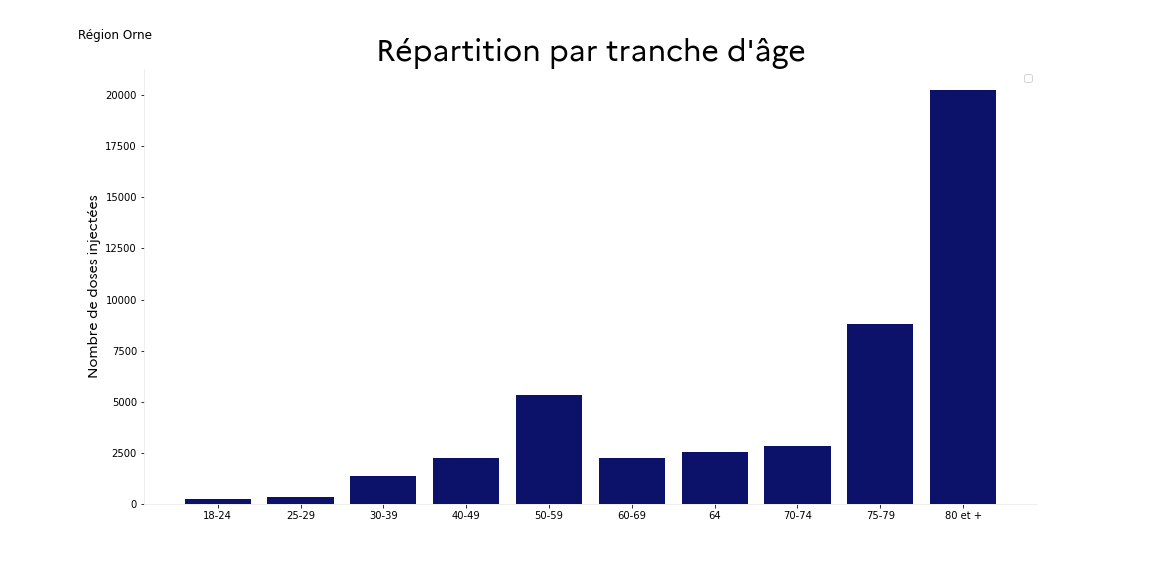 Région Orne
Répartition par tranche d'âge
Nombre de doses injectées
20000
17500
15000
12500
10000
7500
5000
2500
0
18-24 25-29 30-39 40-49 50-59 60-69 64 70-74 75-79 80 et +